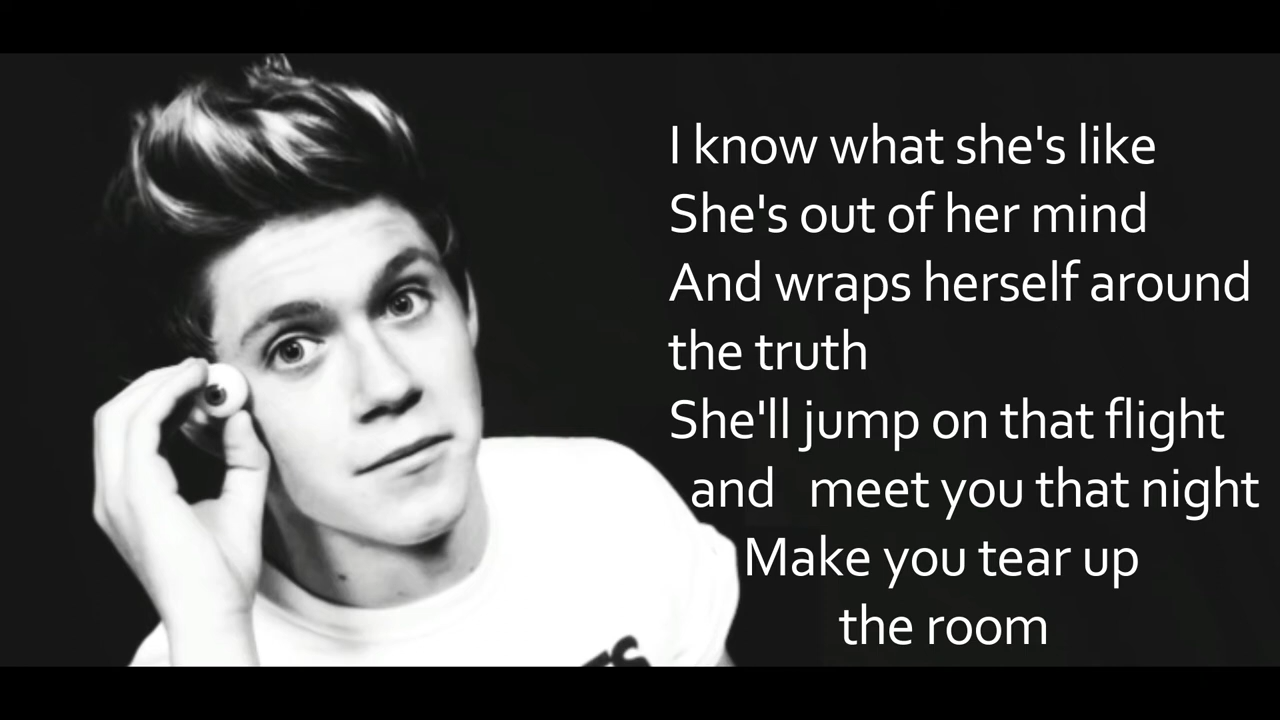 I know what she's like
She's out of her mind
And wraps herself around
the truth
She'll jump on that flight
and meet you that night
Make you tear up
the room